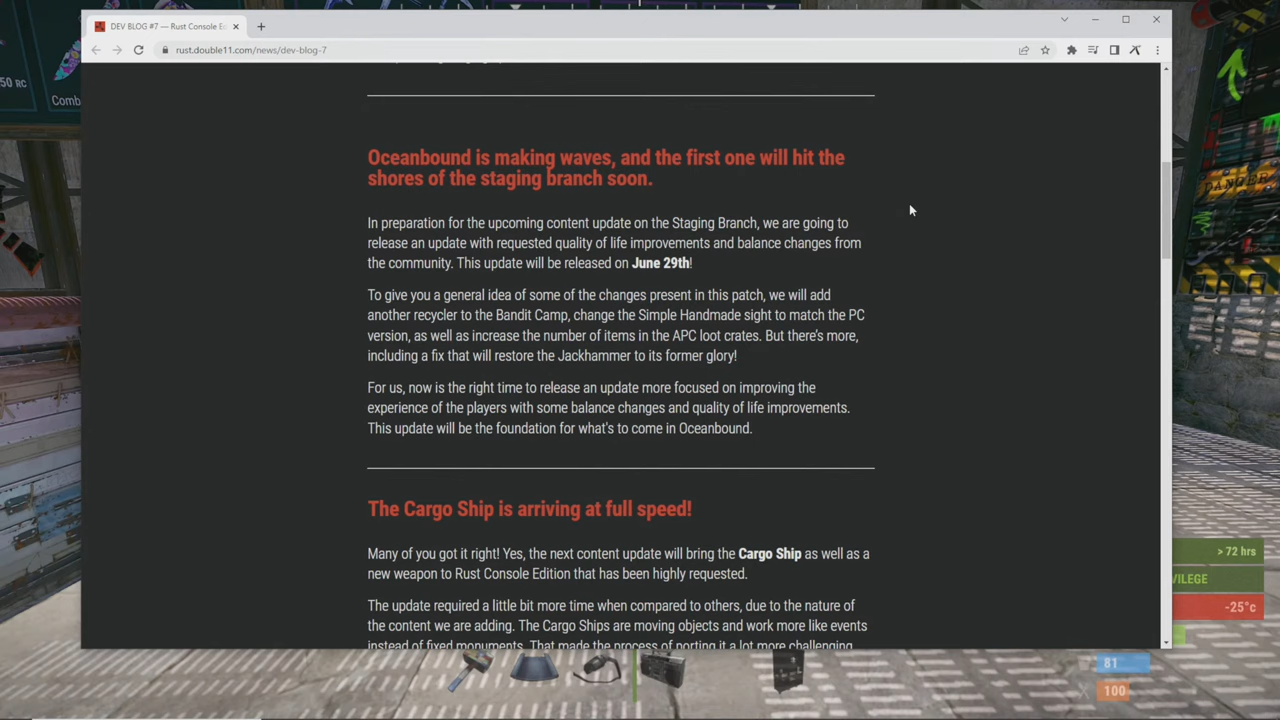 DEV BLOG #7 — Rust Console Ed
rust.double11.com/news/dev-blog-7
50 RC
Comb
DANGER
Oceanbound is making waves, and the first one will hit the
shores of the staging branch soon.
In preparation for the upcoming content update on the Staging Branch, we are going to
release an update with requested quality of life improvements and balance changes from
the community. This update will be released on June 29th!
To give you a general idea of some of the changes present in this patch, we will add
another recycler to the Bandit Camp, change the Simple Handmade sight to match the PC
version, as well as increase the number of items in the APC loot crates. But there's more,
including a fix that will restore the Jackhammer to its former glory!
For us, now is the right time to release an update more focused on improving the
experience of the players with some balance changes and quality of life improvements.
This update will be the foundation for what's to come in Oceanbound.
The Cargo Ship is arriving at full speed!
Many of you got it right! Yes, the next content update will bring the Cargo Ship as well as a
new weapon to Rust Console Edition that has been highly requested.
The update required a little bit more time when compared to others, due to the nature of
the content we are adding. The Cargo Ships are moving objects and work more like events
instead of fixed monuments. That made the process of porting it a lot more challenging
> 72 hrs
VILEGE
-25°c
81
100